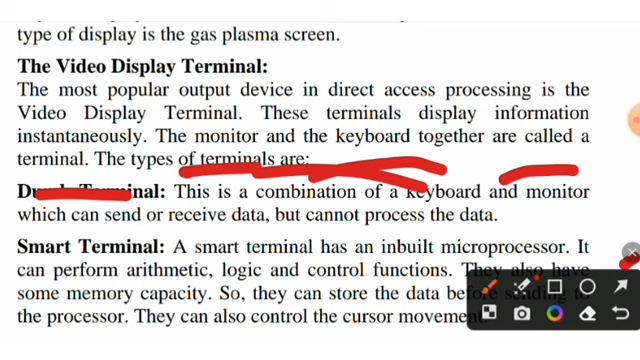 type of display is the gas plasma screen.
The Video Display Terminal:
The most popular output device in direct access processing is the
Video Display Terminal. These terminals display information
instantaneously. The monitor and the keyboard together are called a
terminal. The types of terminals are:
This is a combination of a keyboard and monitor
which can send or receive data, but cannot process the data.
Smart Terminal: A smart terminal has an inbuilt microprocessor. It
can perform arithmetic, logic and control functions. They also have
some memory capacity. So, they can store the data before sending to
the processor. They can also control the cursor movement.